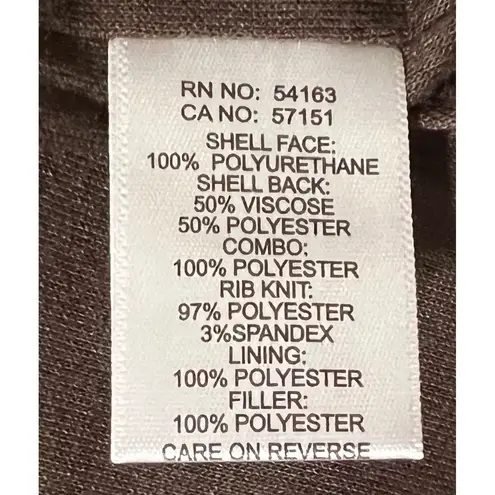 RN NO: 54163
CA NO: 57151
SHELL FACE:
100% POLYURETHANE
SHELL BACK:
50% VISCOSE
50% POLYESTER
COMBO;
100% POLYESTER
RIB KNIT:
97% POLYESTER
3%SPANDEX
LINING:
100% POLYESTER
FILLER:
100% POLYESTER
CARE ON REVERSE